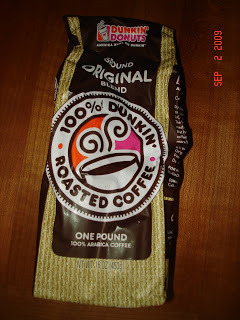 DUNKIN'
DONUTS
AMERICA RUNS ON DUNKIN'
GROUND
ORIGINAL
BLEND
100% DUNKIN'
ROASTED COFFEE
ONE POUND
100% ARABICA COFFEE
SEP 2 2009